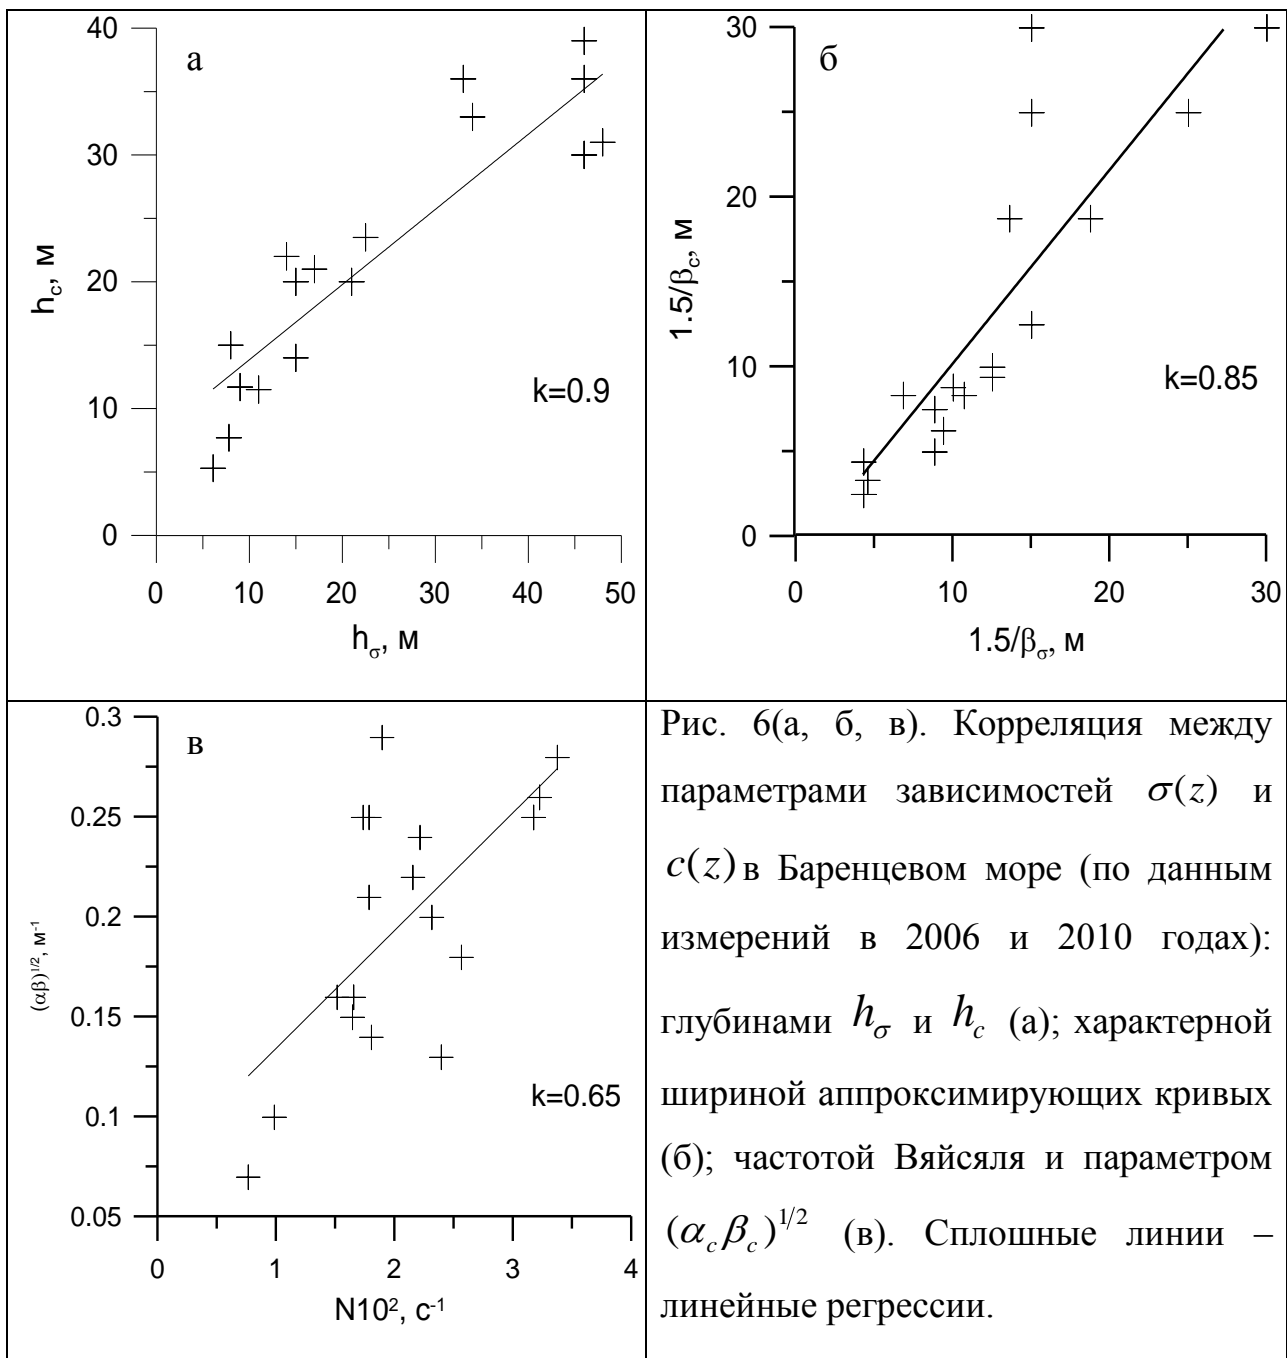 а
40
30
20
10
0
h_c, м
k=0.9
0 10 20 30 40 50
h_σ, м
б
30
20
10
0
1.5/β_c, м
k=0.85
0 10 20 30
1.5/β_σ, м
в
0.3
0.25
0.2
0.15
0.1
0.05
(αβ)^1/2, м^-1
k=0.65
0 1 2 3 4
N10^2, с^-1
Рис. 6(а, б, в). Корреляция между
параметрами зависимостей σ(z) и
c(z) в Баренцевом море (по данным
измерений в 2006 и 2010 годах):
глубинами h_σ и h_c (а); характерной
шириной аппроксимирующих кривых
(б); частотой Вяйсяля и параметром
(α_c β_c)^1/2 (в). Сплошные линии –
линейные регрессии.